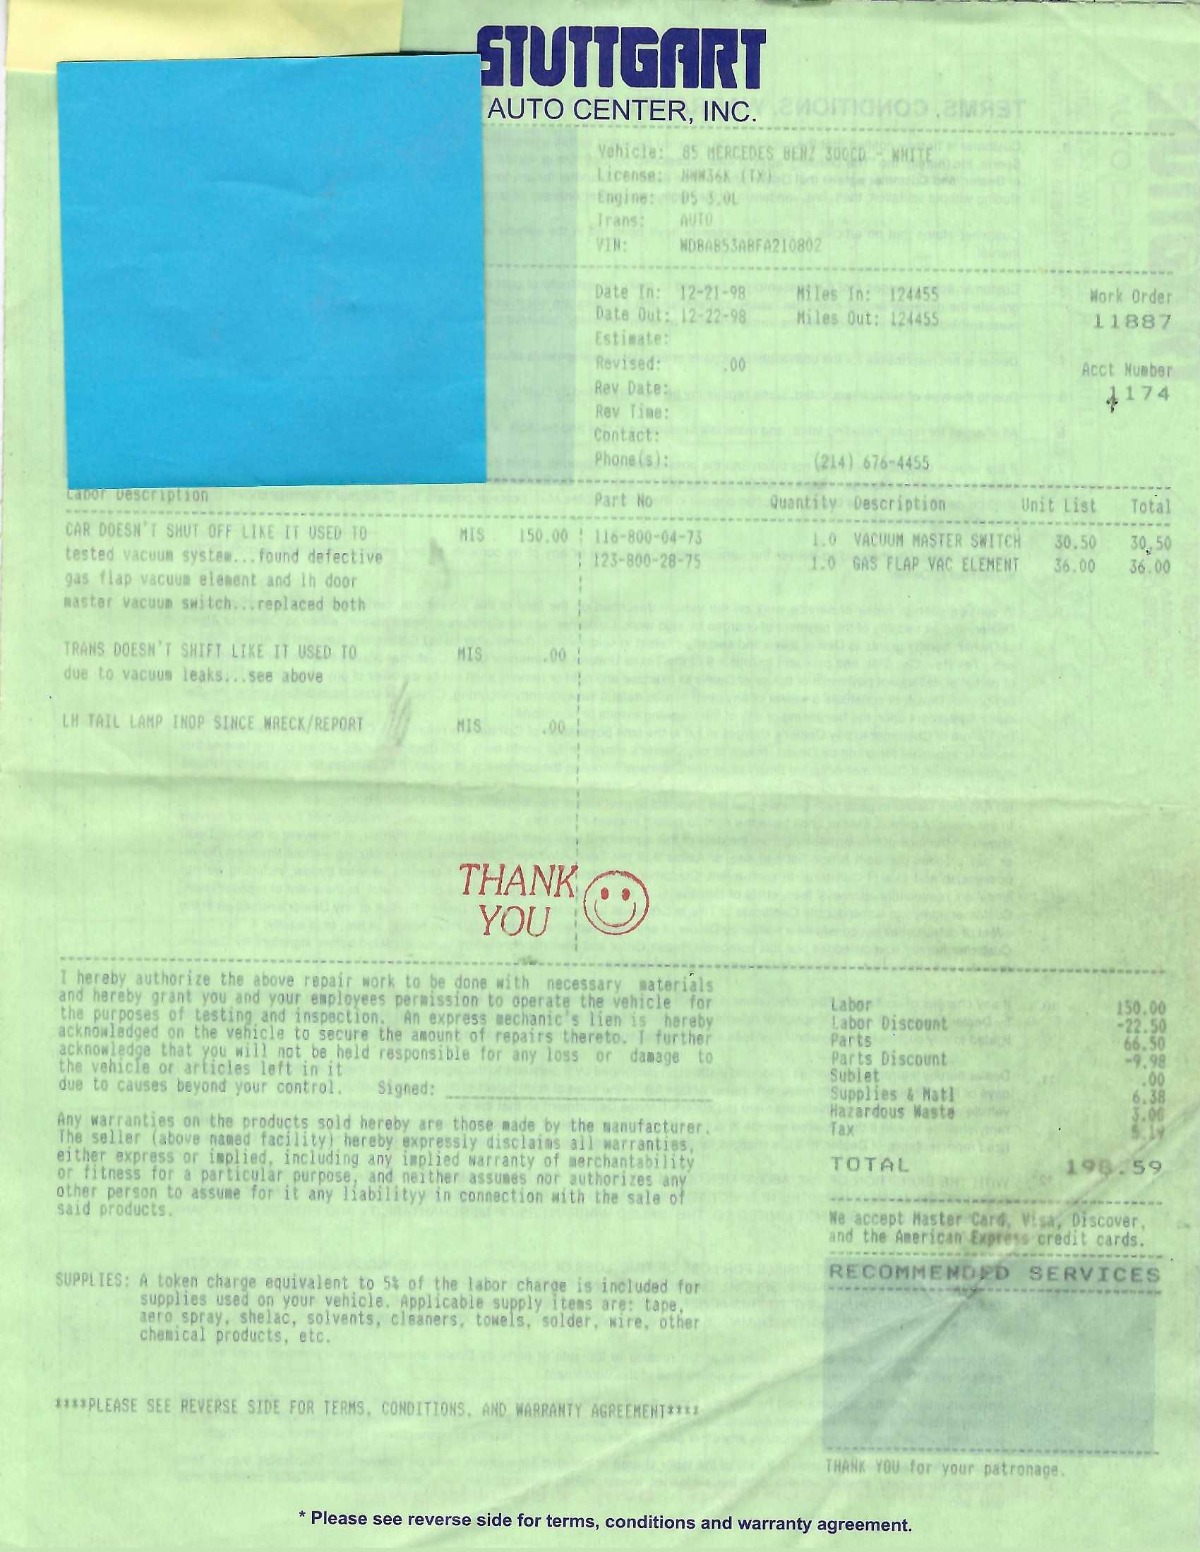 STUTTGART
AUTO CENTER, INC.
Vehicle: 85 MERCEDES BENZ 300CD - WHITE
License: (TX)
Engine: D5 3.0L
Trans: AUTO
VIN: WDBAB53A8FA210802
Date In: 12-21-98 Miles In: 124455 Work Order
Date Out: 12-22-98 Miles Out: 124455 11887
Estimate:
Revised: .00 Acct Number
Rev Date: 1174
Rev Time:
Contact:
Phone(s): (214) 676-4455
Labor Description Part No Quantity Description Unit List Total
CAR DOESN'T SHUT OFF LIKE IT USED TO MIS 150.00 116-800-04-73 1.0 VACUUM MASTER SWITCH 30.50 30.50
tested vacuum system...found defective 123-800-28-75 1.0 GAS FLAP VAC ELEMENT 36.00 36.00
gas flap vacuum element and lh door
master vacuum switch...replaced both
TRANS DOESN'T SHIFT LIKE IT USED TO MIS .00
due to vacuum leaks...see above
LH TAIL LAMP INOP SINCE WRECK/REPORT MIS .00
THANK
YOU
I hereby authorize the above repair work to be done with necessary materials
and hereby grant you and your employees permission to operate the vehicle for
the purposes of testing and inspection. An express mechanic's lien is hereby
acknowledged on the vehicle to secure the amount of repairs thereto. I further
acknowledge that you will not be held responsible for any loss or damage to
the vehicle or articles left in it
due to causes beyond your control. Signed:
Any warranties on the products sold hereby are those made by the manufacturer.
The seller (above named facility) hereby expressly disclaims all warranties,
either express or implied, including any implied warranty of merchantability
or fitness for a particular purpose, and neither assumes nor authorizes any
other person to assume for it any liabilityy in connection with the sale of
said products.
SUPPLIES: A token charge equivalent to 5% of the labor charge is included for
supplies used on your vehicle. Applicable supply items are: tape,
aero spray, shelac, solvents, cleaners, towels, solder, wire, other
chemical products, etc.
****PLEASE SEE REVERSE SIDE FOR TERMS, CONDITIONS, AND WARRANTY AGREEMENT****
Labor 150.00
Labor Discount -22.50
Parts 66.50
Parts Discount -9.98
Sublet .00
Supplies & Matl 6.38
Hazardous Waste 3.00
Tax 5.19
TOTAL 198.59
We accept Master Card, Visa, Discover,
and the American Express credit cards.
RECOMMENDED SERVICES
THANK YOU for your patronage.
* Please see reverse side for terms, conditions and warranty agreement.